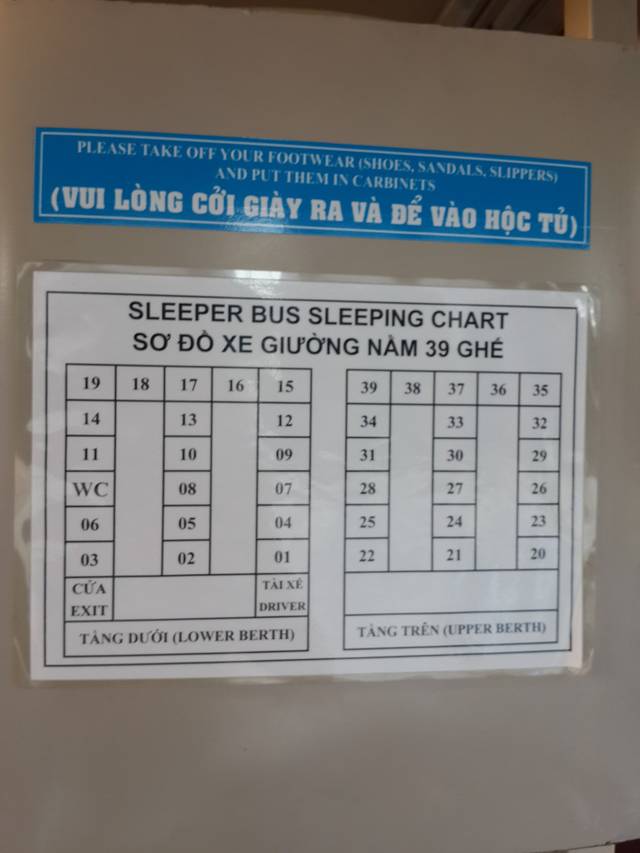 PLEASE TAKE OFF YOUR FOOTWEAR (SHOES, SANDALS, SLIPPERS)
AND PUT THEM IN CARBINETS
(VUI LÒNG CỞI GIÀY RA VÀ ĐỂ VÀO HỘC TỦ)
SLEEPER BUS SLEEPING CHART
SƠ ĐỒ XE GIƯỜNG NẰM 39 GHẾ
19 18 17 16 15
14 13 12
11 10 09
WC 08 07
06 05 04
03 02 01
CỬA TÀI XẾ
EXIT DRIVER
TẦNG DƯỚI (LOWER BERTH)
39 38 37 36 35
34 33 32
31 30 29
28 27 26
25 24 23
22 21 20
TẦNG TRÊN (UPPER BERTH)